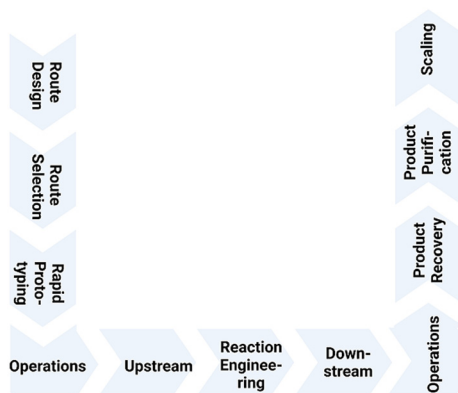 Route
Design
Route
Selection
Rapid
Proto-
typing
Operations
Upstream
Reaction
Enginee-
ring
Down-
stream
Operations
Product
Recovery
Product
Purifi-
cation
Scaling